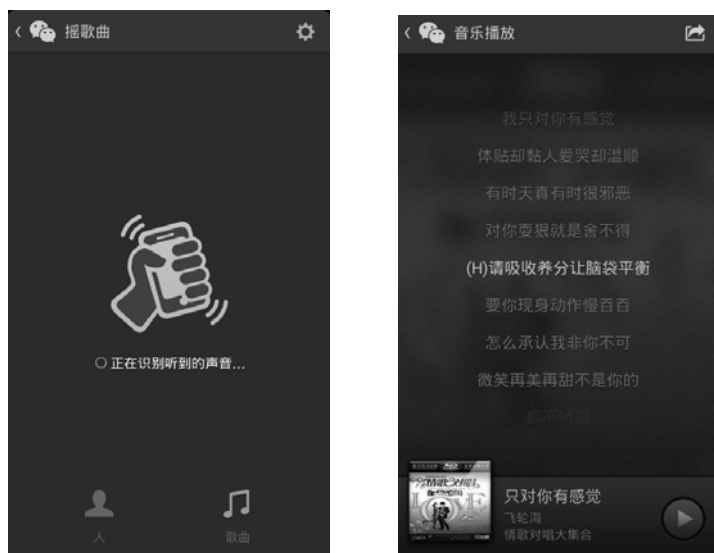 摇歌曲
正在识别听到的声音...
人
歌曲
音乐播放
我只对你有感觉
体贴却黏人爱哭却温顺
有时天真有时很邪恶
对你耍狠就是舍不得
(H)请吸收养分让脑袋平衡
要你现身动作慢吞吞
怎么承认我非你不可
微笑再美再甜不是你的
都不特别
只对你有感觉
飞轮海
情歌对唱大集合